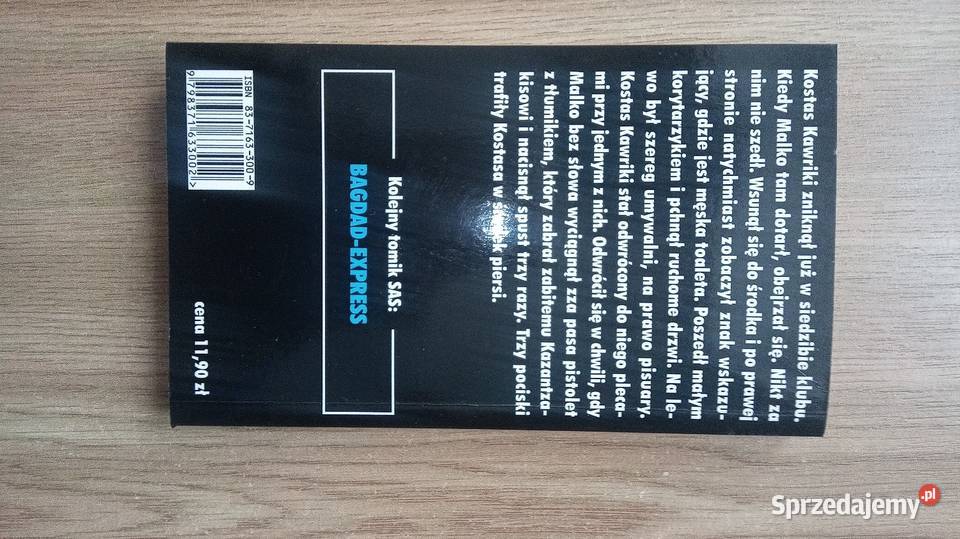 Kostas Kawriki zniknął już w siedzibie klubu.
Kiedy Malko tam dotarł, obejrzał się. Nikt za
nim nie szedł. Wsunął się do środka i po prawej
stronie natychmiast zobaczył znak wskazu-
jący, gdzie jest męska toaleta. Poszedł małym
korytarzykiem i pchnął ruchome drzwi. Na le-
wo był szereg umywalni, na prawo pisuary.
Kostas Kawriki stał odwrócony do niego pleca-
mi przy jednym z nich. Odwrócił się w chwili, gdy
Malko bez słowa wyciągnął zza pasa pistolet
z tłumikiem, który zabrał zabitemu Kazantza-
kisowi i nacisnął spust trzy razy. Trzy pociski
trafiły Kostasa w środek piersi.
Kolejny tomik SAS:
BAGDAD-EXPRESS
ISBN 83-7163-300-9
9 798371 633002 >
cena 11,90 zł
Sprzedajemy.pl